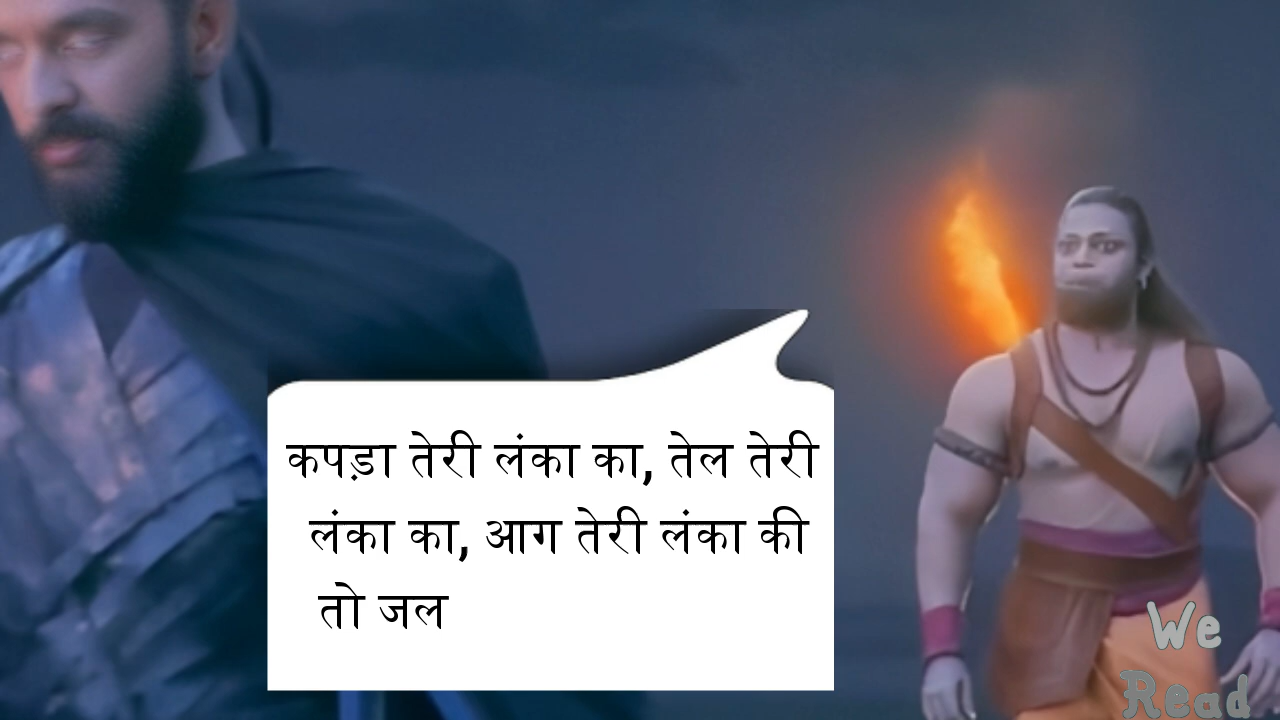 कपड़ा तेरी लंका का, तेल तेरी
लंका का, आग तेरी लंका की
तो जल
We
Read